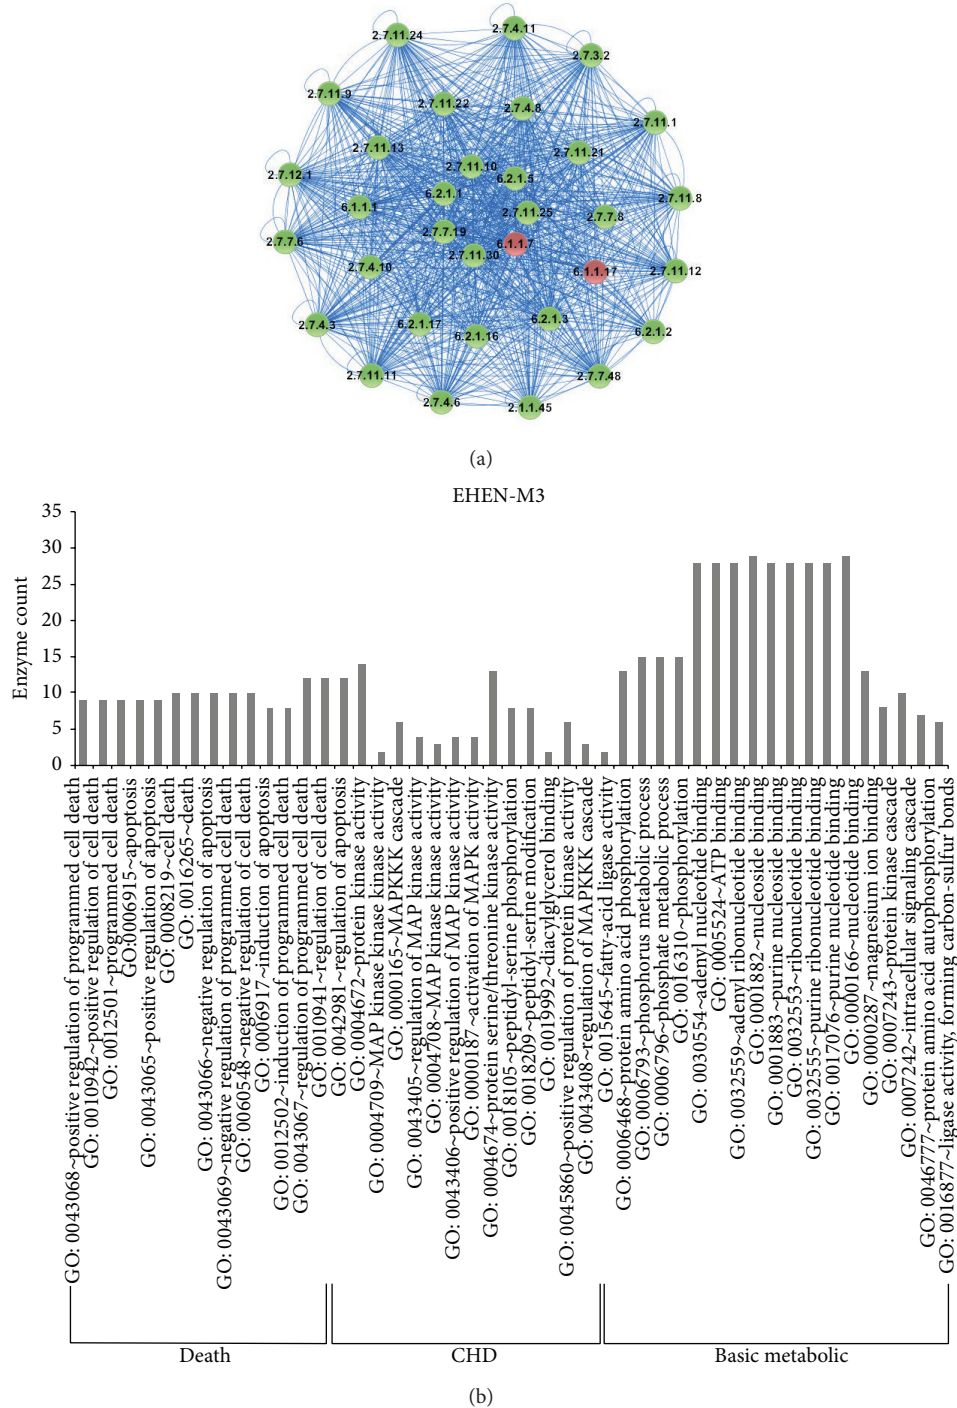 2.7.11.24
2.7.4.11
2.7.3.2
2.7.11.9
2.7.11.22
2.7.4.8
2.7.11.1
2.7.11.13
2.7.11.21
2.7.11.10
2.7.12.1
6.2.1.5
6.2.1.1
2.7.11.8
6.1.1.1
2.7.11.25
2.7.7.8
2.7.7.19
2.7.7.6
6.1.1.7
2.7.11.30
2.7.4.10
6.1.1.17
2.7.11.12
2.7.4.3
6.2.1.17
6.2.1.3
6.2.1.16
6.2.1.2
2.7.11.11
2.7.7.48
2.7.4.6
2.1.1.45
(a)
EHEN-M3
Enzyme count
35
30
25
20
15
10
5
0
GO: 0043068~positive regulation of programmed cell death
GO: 0010942~positive regulation of cell death
GO: 0012501~programmed cell death
GO:0006915~apoptosis
GO: 0043065~positive regulation of apoptosis
GO: 0008219~cell death
GO: 0016265~death
GO: 0043066~negative regulation of apoptosis
GO: 0043069~negative regulation of programmed cell death
GO: 0060548~negative regulation of cell death
GO: 0006917~induction of apoptosis
GO: 0012502~induction of programmed cell death
GO: 0043067~regulation of programmed cell death
GO: 0010941~regulation of cell death
GO: 0042981~regulation of apoptosis
GO: 0004672~protein kinase activity
GO: 0004709~MAP kinase kinase kinase activity
GO: 0000165~MAPKKK cascade
GO: 0043405~regulation of MAP kinase activity
GO: 0004708~MAP kinase kinase activity
GO: 0043406~positive regulation of MAP kinase activity
GO: 0000187~activation of MAPK activity
GO: 0004674~protein serine/threonine kinase activity
GO: 0018105~peptidyl-serine phosphorylation
GO: 0018209~peptidyl-serine modification
GO: 0019992~diacylglycerol binding
GO: 0045860~positive regulation of protein kinase activity
GO: 0043408~regulation of MAPKKK cascade
GO: 0015645~fatty-acid ligase activity
GO: 0006468~protein amino acid phosphorylation
GO: 0006793~phosphorus metabolic process
GO: 0006796~phosphate metabolic process
GO: 0016310~phosphorylation
GO: 0030554~adenyl nucleotide binding
GO: 0005524~ATP binding
GO: 0032559~adenyl ribonucleotide binding
GO: 0001882~nucleoside binding
GO: 0001883~purine nucleoside binding
GO: 0032553~ribonucleotide binding
GO: 0032555~purine ribonucleotide binding
GO: 0017076~purine nucleotide binding
GO: 0000166~nucleotide binding
GO: 0000287~magnesium ion binding
GO: 0007243~protein kinase cascade
GO: 0007242~intracellular signaling cascade
GO: 0046777~protein amino acid autophosphorylation
GO: 0016877~ligase activity, forming carbon-sulfur bonds
Death
CHD
Basic metabolic
(b)